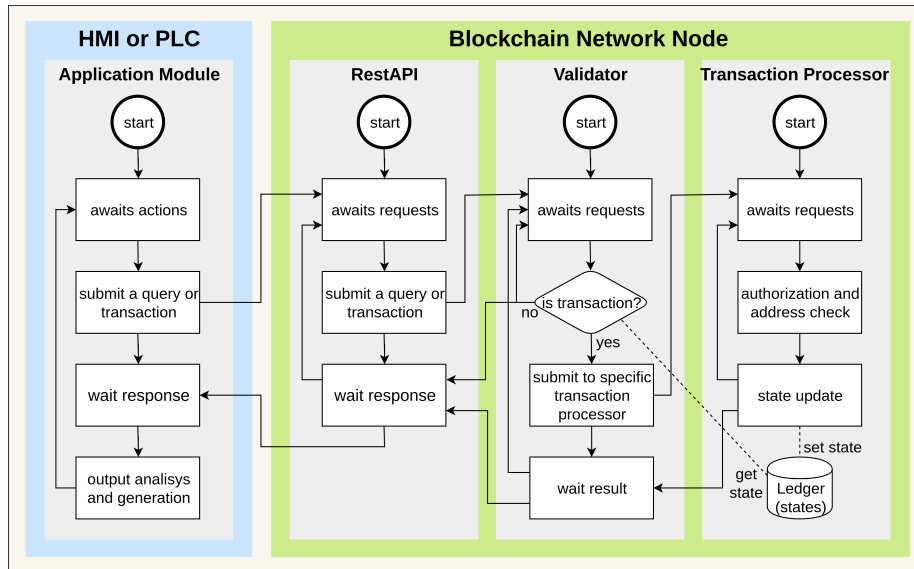 HMI or PLC
Blockchain Network Node
Application Module
RestAPI
Validator
Transaction Processor
start
start
start
start
awaits actions
awaits requests
awaits requests
awaits requests
submit a query or
transaction
submit a query or
transaction
is transaction?
no
yes
authorization and
address check
wait response
wait response
submit to specific
transaction
processor
state update
set state
get
state
output analisys
and generation
wait result
Ledger
(states)